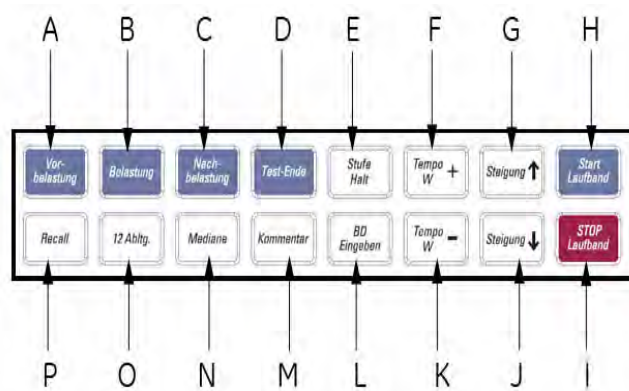 A B C D E F G H
Vor-
belastung
Belastung
Nach-
belastung
Test-Ende
Stufe
Halt
Tempo
W +
Steigung ↑
Start
Laufband
Recall
12 Abltg.
Mediane
Kommentar
BD
Eingeben
Tempo
W −
Steigung ↓
STOP
Laufband
P O N M L K J I